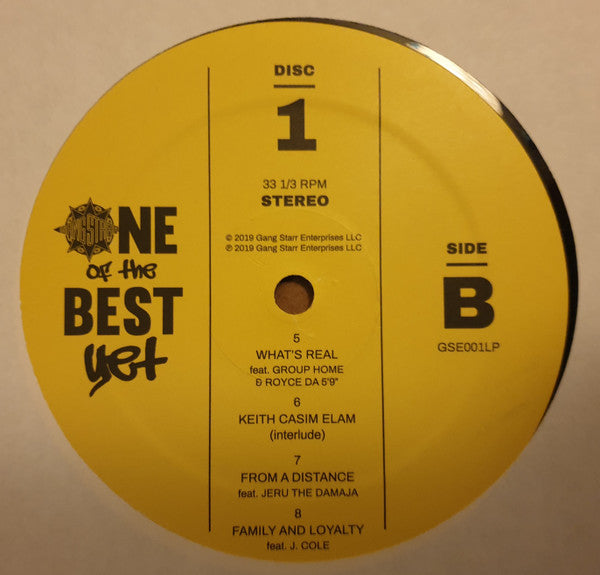 GANG STARR
ONE
of the
BEST
yet
DISC
1
33 1/3 RPM
STEREO
© 2019 Gang Starr Enterprises LLC
℗ 2019 Gang Starr Enterprises LLC
SIDE
B
GSE001LP
5
WHAT'S REAL
feat. GROUP HOME
& ROYCE DA 5'9"
6
KEITH CASIM ELAM
(interlude)
7
FROM A DISTANCE
feat. JERU THE DAMAJA
8
FAMILY AND LOYALTY
feat. J. COLE